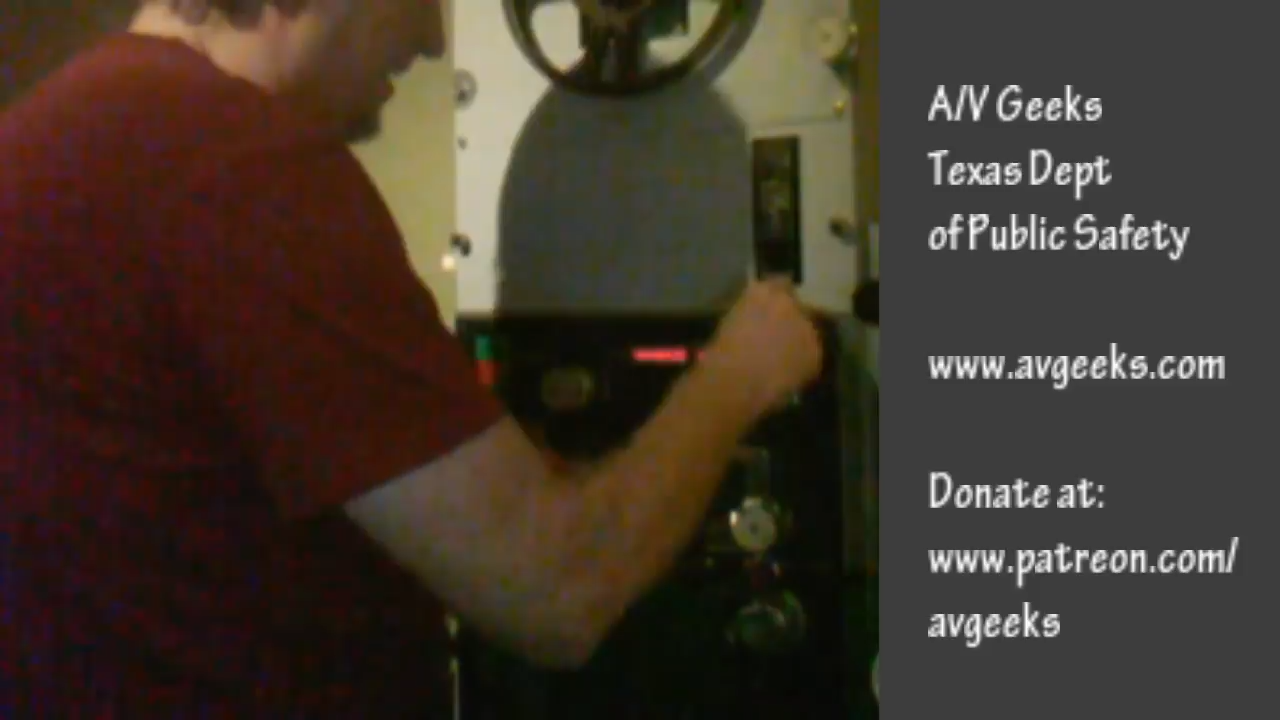 A/V Geeks
Texas Dept
of Public Safety
www.avgeeks.com
Donate at:
www.patreon.com/
avgeeks